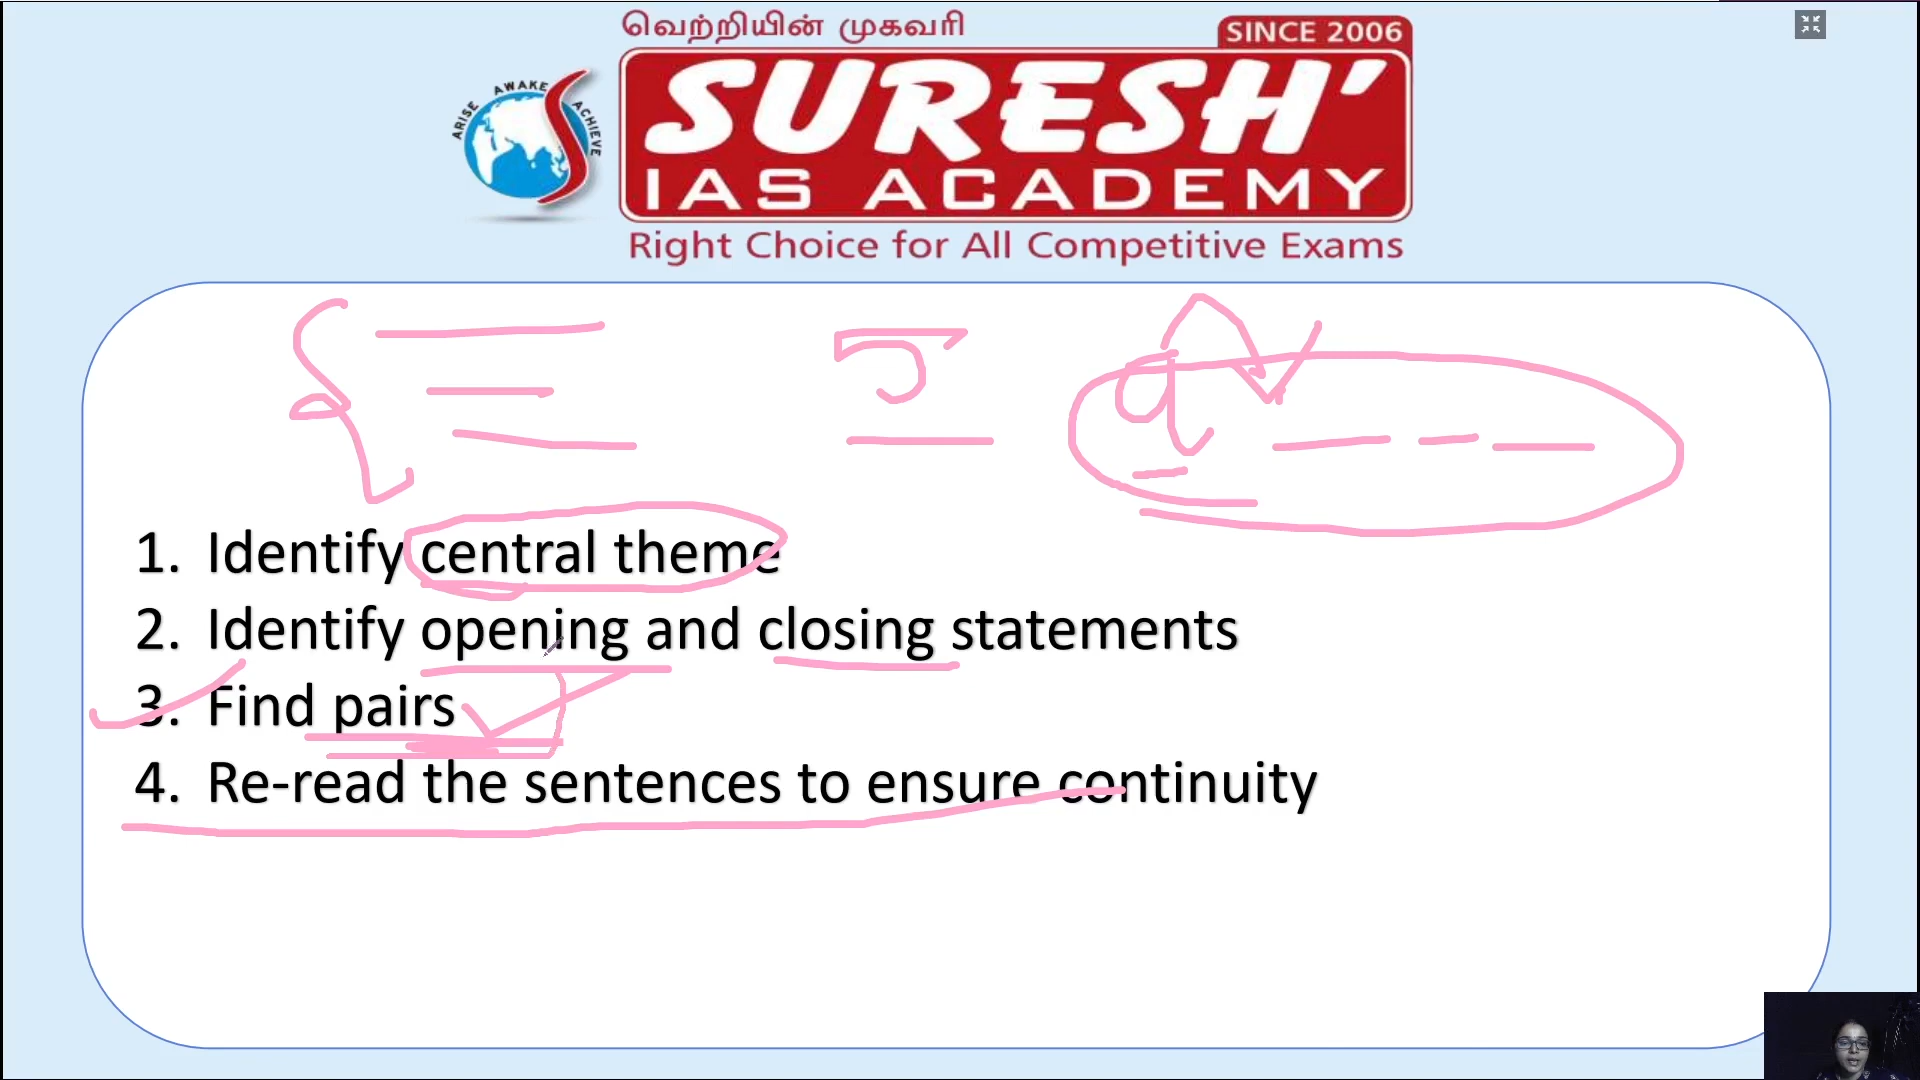 வெற்றியின் முகவரி
SINCE 2006
ARISE AWAKE ACHIEVE
SURESH'
IAS ACADEMY
Right Choice for All Competitive Exams
5
1. Identify central theme
2. Identify opening and closing statements
3. Find pairs
4. Re-read the sentences to ensure continuity